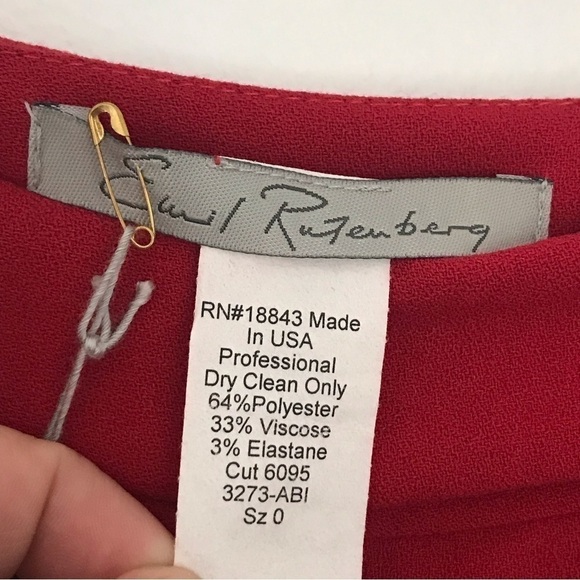 Emil Rutenberg
RN#18843 Made
In USA
Professional
Dry Clean Only
64%Polyester
33% Viscose
3% Elastane
Cut 6095
3273-ABI
Sz 0